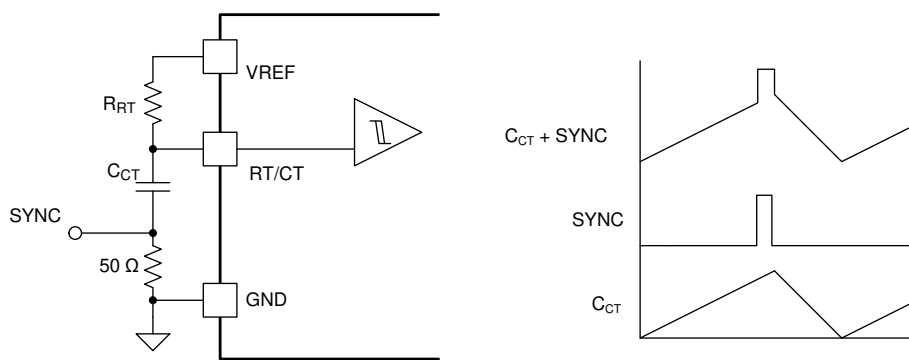 VREF
RRT
CCT
RT/CT
SYNC
50 Ω
GND
CCT + SYNC
SYNC
CCT